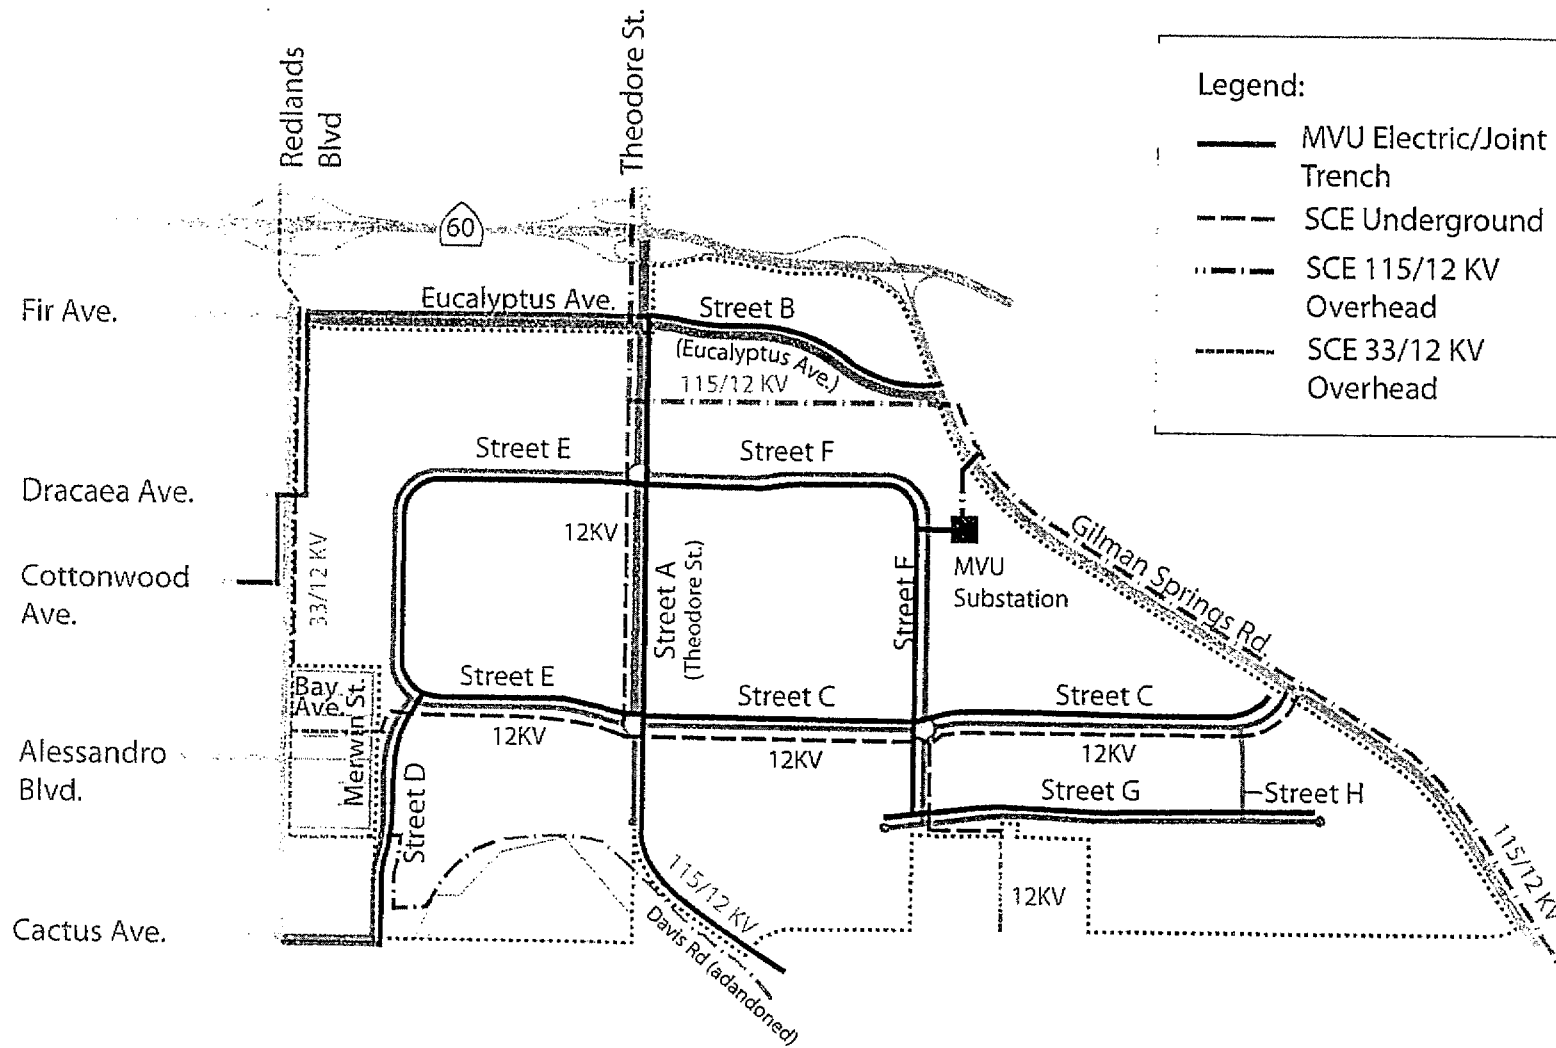 Redlands
Blvd
Theodore St.
Legend:
MVU Electric/Joint
Trench
SCE Underground
SCE 115/12 KV
Overhead
SCE 33/12 KV
Overhead
60
Fir Ave.
Eucalyptus Ave.
Street B
(Eucalyptus Ave.)
115/12 KV
Street E
Street F
Dracaea Ave.
12KV
Gilman Springs Rd.
Cottonwood
Ave.
33/12 KV
Street A
(Theodore St.)
Street F
MVU
Substation
Bay
Ave.
Merwin St.
Street E
Street C
Street C
12KV
12KV
12KV
Alessandro
Blvd.
Street D
Street G
Street H
115/12 KV
115/12 KV
12KV
Davis Rd (adandoned)
Cactus Ave.